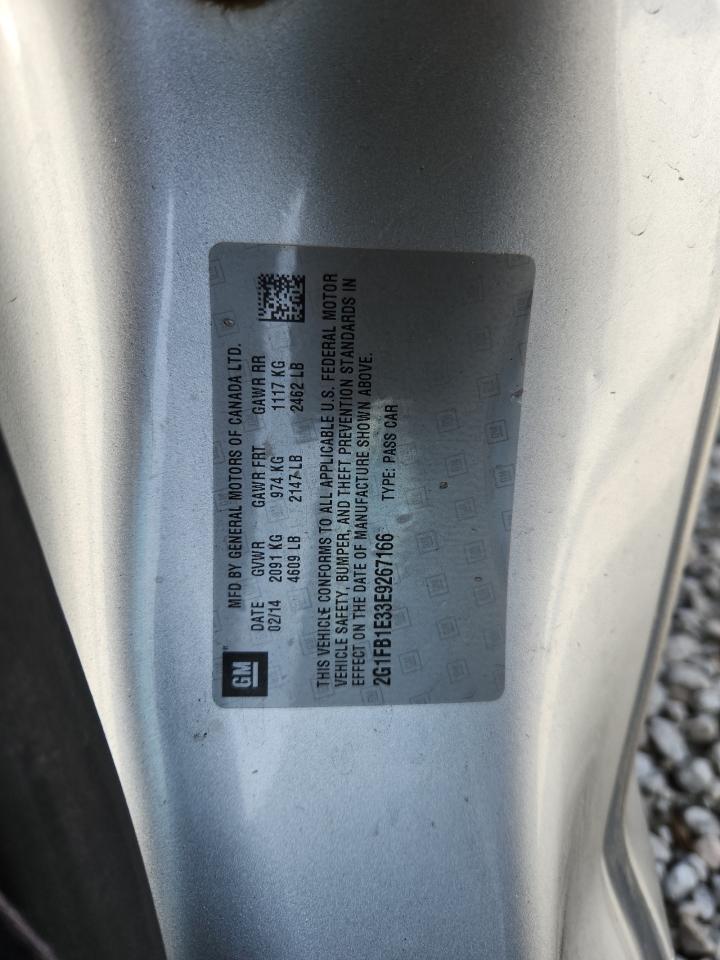 GM
MFD BY GENERAL MOTORS OF CANADA LTD.
DATE GVWR GAWR FRT GAWR RR
02/14 2091 KG 974 KG 1117 KG
4609 LB 2147 LB 2462 LB
THIS VEHICLE CONFORMS TO ALL APPLICABLE U.S. FEDERAL MOTOR
VEHICLE SAFETY, BUMPER, AND THEFT PREVENTION STANDARDS IN
EFFECT ON THE DATE OF MANUFACTURE SHOWN ABOVE.
2G1FB1E33E9267166 TYPE: PASS CAR